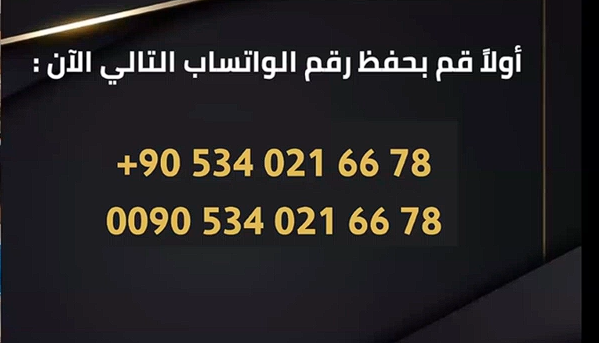 أولاً قم بحفظ رقم الواتساب التالي الآن :
+90 534 021 66 78
0090 534 021 66 78